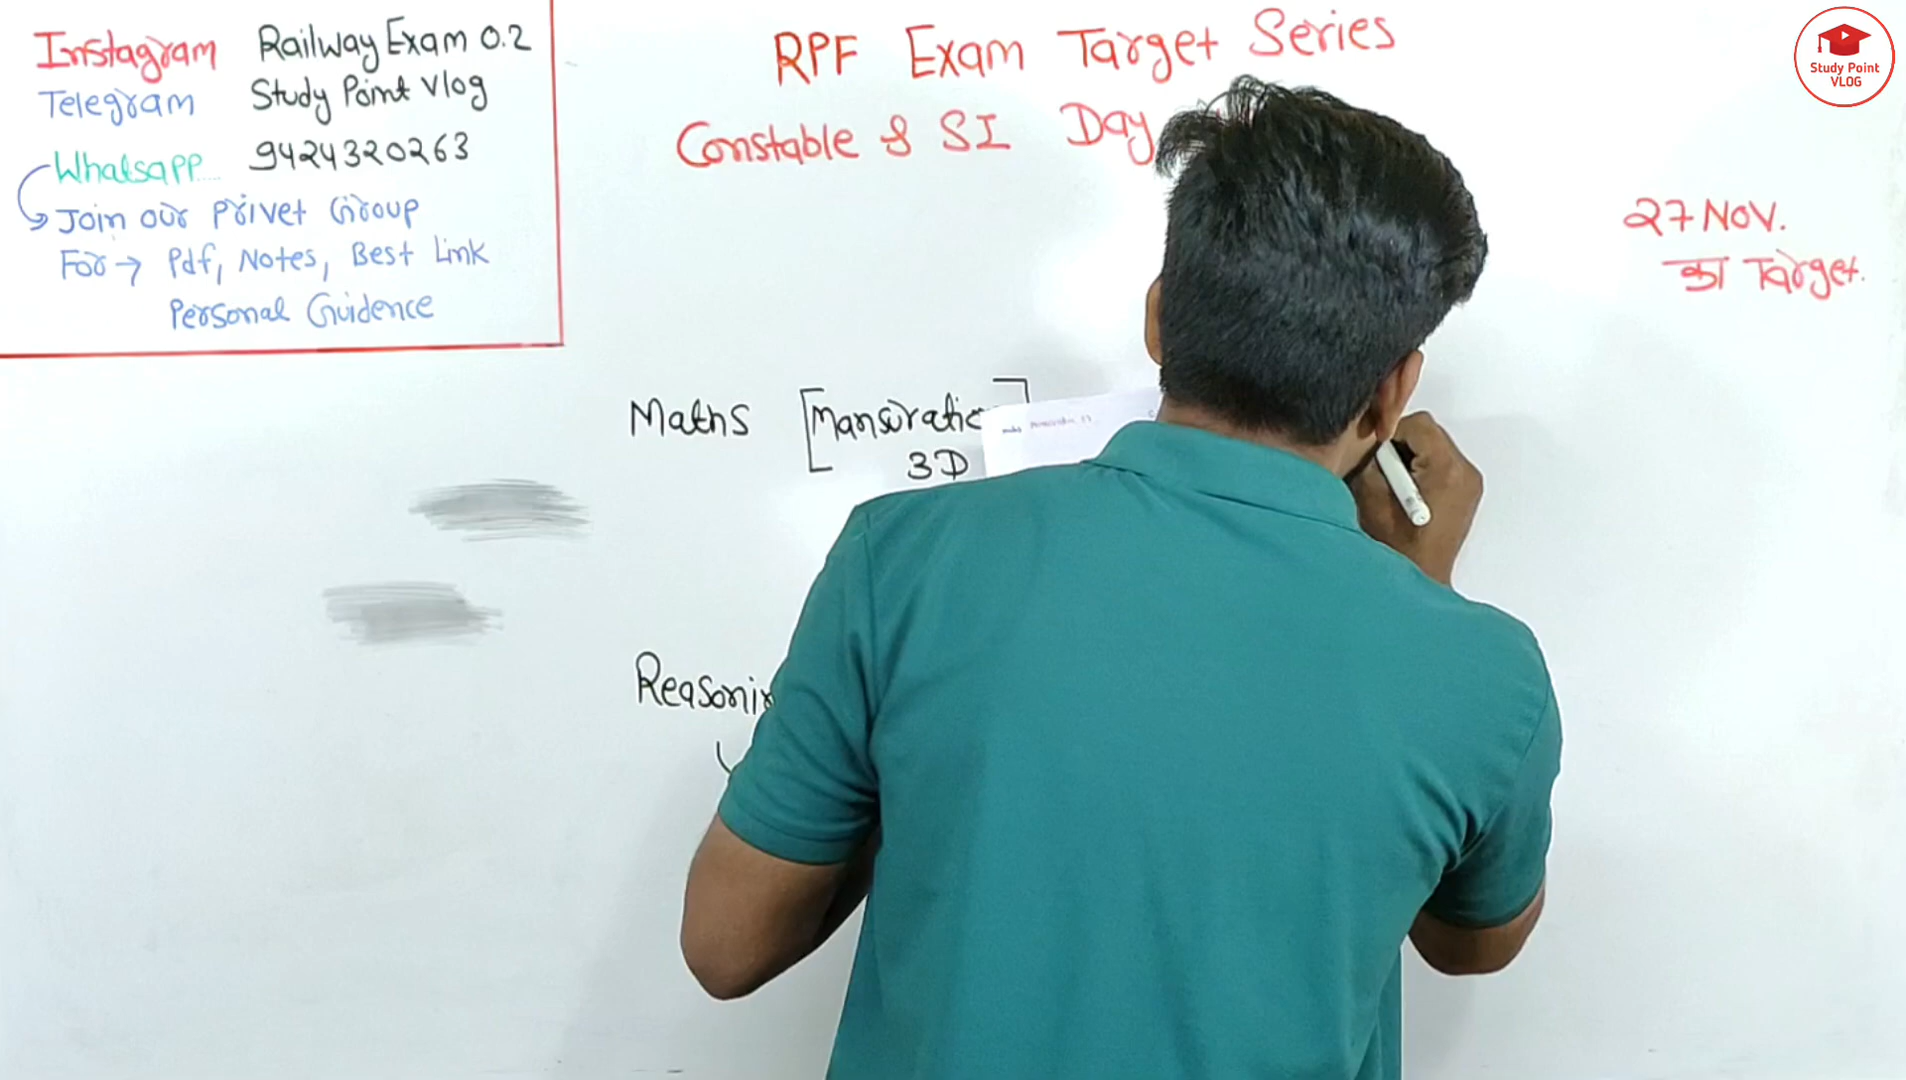 Instagram Railway Exam 0.2
Telegram Study Point Vlog
Whatsapp..... 9424320263
Join our Privet Group
For → Pdf, Notes, Best Link
Personal Guidence
RPF Exam Target Series
Constable & SI Day
Study Point
VLOG
27 NOV.
का Target.
Maths [Mansuratio]
3D
Reasonin